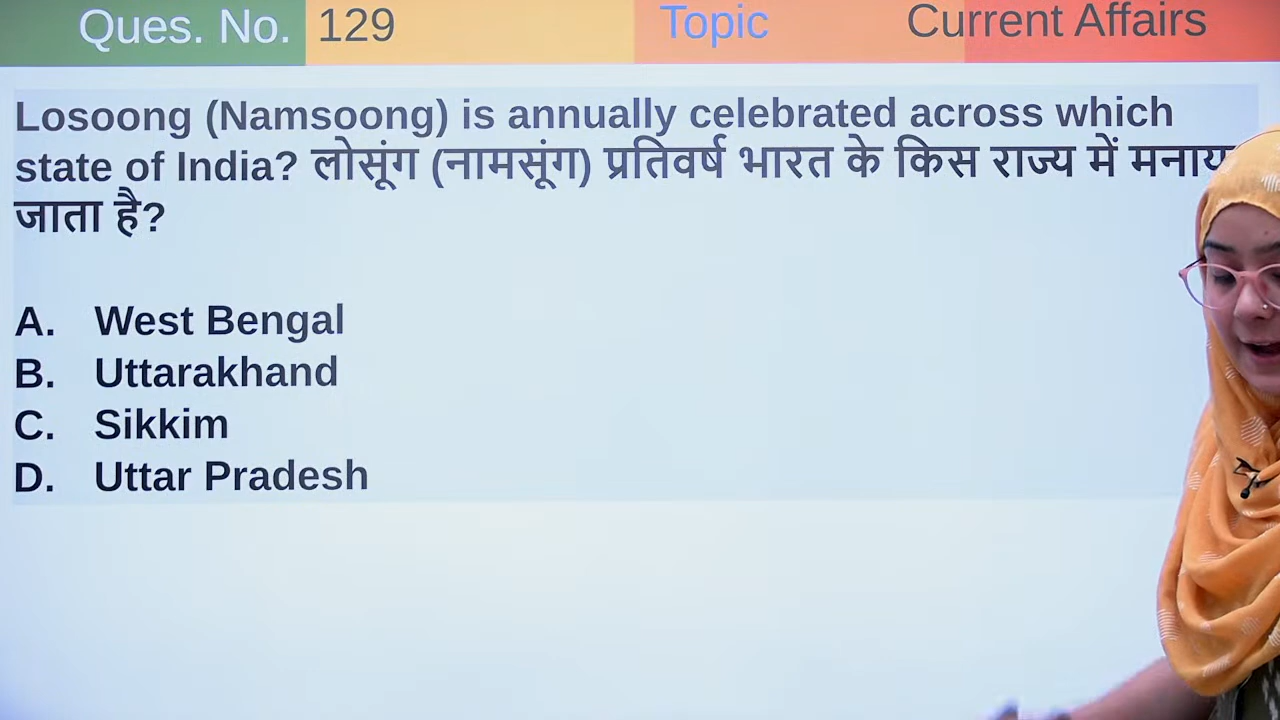 Ques. No. 129 Topic Current Affairs
Losoong (Namsoong) is annually celebrated across which
state of India? लोसूंग (नामसूंग) प्रतिवर्ष भारत के किस राज्य में
जाता है?
A. West Bengal
B. Uttarakhand
C. Sikkim
D. Uttar Pradesh